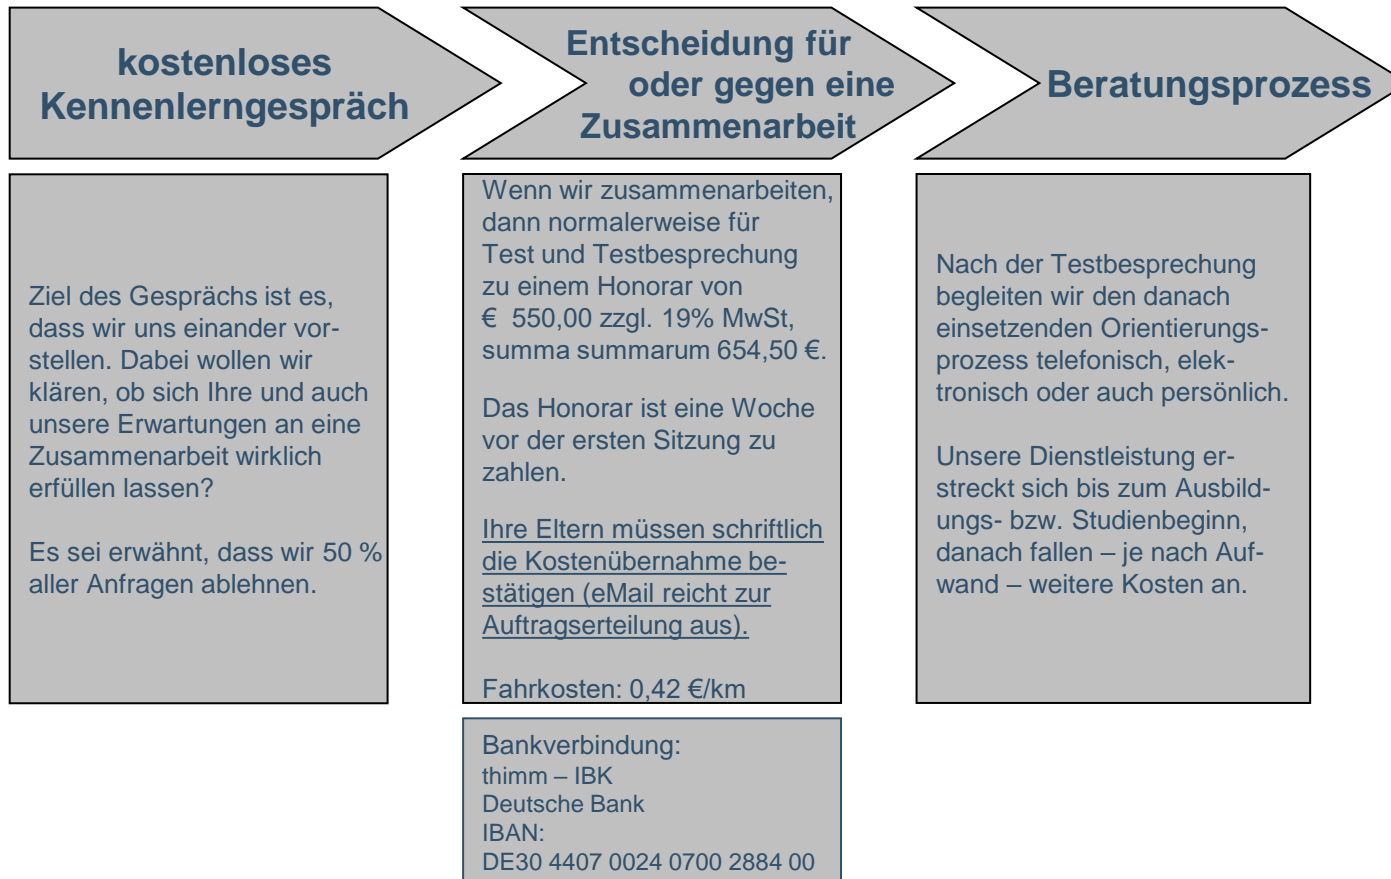 kostenloses
Kennenlerngespräch
Ziel des Gesprächs ist es,
dass wir uns einander vor-
stellen. Dabei wollen wir
klären, ob sich Ihre und auch
unsere Erwartungen an eine
Zusammenarbeit wirklich
erfüllen lassen?
Es sei erwähnt, dass wir 50 %
aller Anfragen ablehnen.
Entscheidung für
oder gegen eine
Zusammenarbeit
Wenn wir zusammenarbeiten,
dann normalerweise für
Test und Testbesprechung
zu einem Honorar von
€ 550,00 zzgl. 19% MwSt,
summa summarum 654,50 €.
Das Honorar ist eine Woche
vor der ersten Sitzung zu
zahlen.
Ihre Eltern müssen schriftlich
die Kostenübernahme be-
stätigen (eMail reicht zur
Auftragserteilung aus).
Fahrkosten: 0,42 €/km
Bankverbindung:
thimm – IBK
Deutsche Bank
IBAN:
DE30 4407 0024 0700 2884 00
Beratungsprozess
Nach der Testbesprechung
begleiten wir den danach
einsetzenden Orientierungs-
prozess telefonisch, elek-
tronisch oder auch persönlich.
Unsere Dienstleistung er-
streckt sich bis zum Ausbild-
ungs- bzw. Studienbeginn,
danach fallen – je nach Auf-
wand – weitere Kosten an.